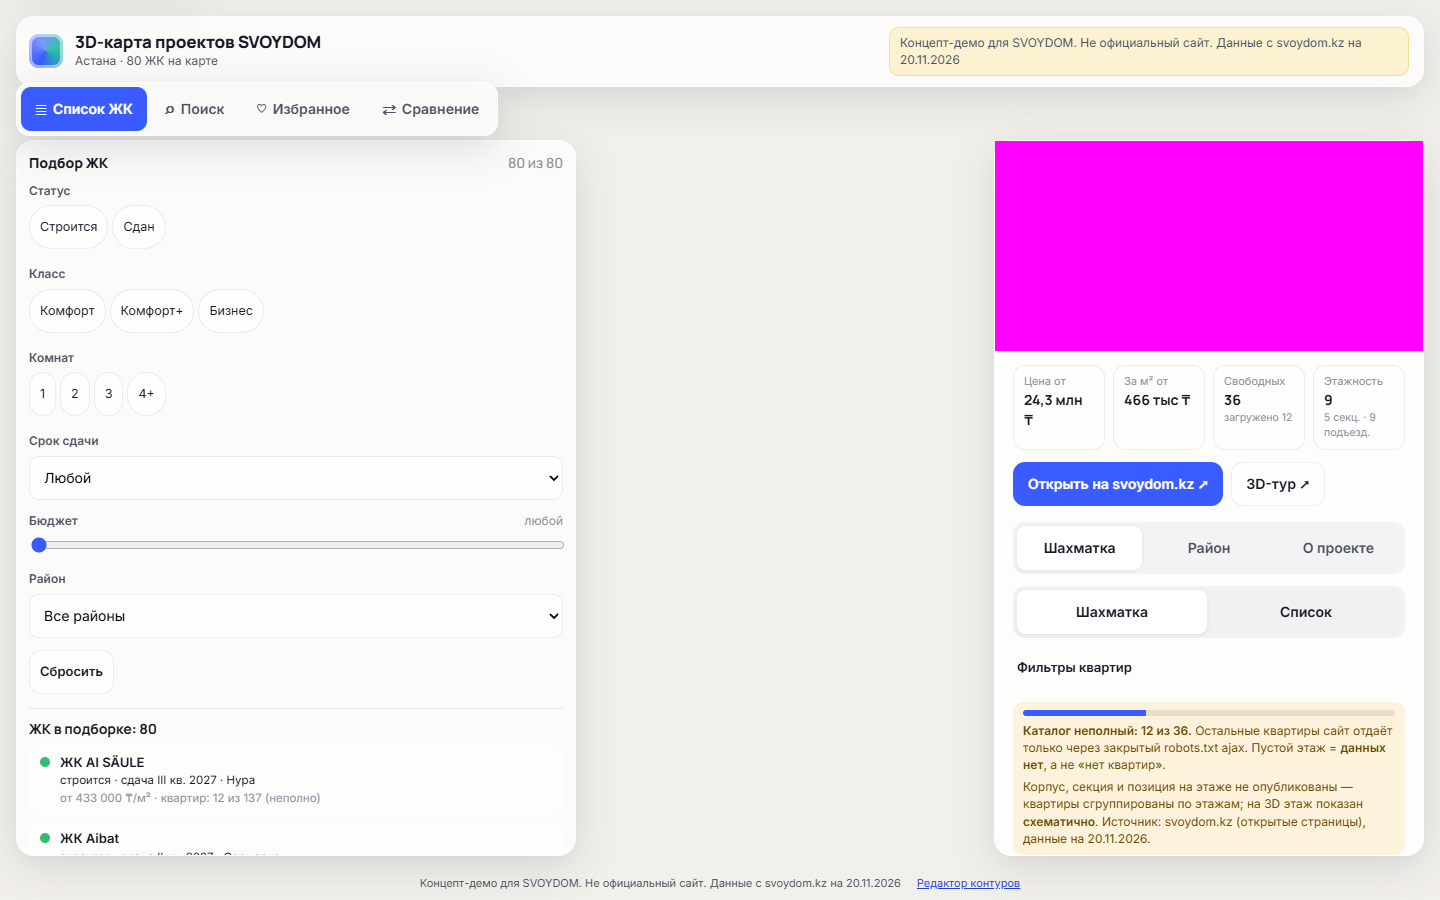 3D-карта проектов SVOYDOM
Астана · 80 ЖК на карте
Концепт-демо для SVOYDOM. Не официальный сайт. Данные с svoydom.kz на
20.11.2026
Список ЖК
Поиск
Избранное
Сравнение
Подбор ЖК
80 из 80
Статус
Строится
Сдан
Класс
Комфорт
Комфорт+
Бизнес
Комнат
1
2
3
4+
Срок сдачи
Любой
Бюджет
любой
Район
Все районы
Сбросить
ЖК в подборке: 80
ЖК AI SÄULE
строится · сдача III кв. 2027 · Нура
от 433 000 ₸/м² · квартир: 12 из 137 (неполно)
ЖК Aibat
Цена от
24,3 млн
₸
За м² от
466 тыс ₸
Свободных
36
загружено 12
Этажность
9
5 секц. · 9
подъезд.
Открыть на svoydom.kz ↗
3D-тур ↗
Шахматка
Район
О проекте
Шахматка
Список
Фильтры квартир
Каталог неполный: 12 из 36. Остальные квартиры сайт отдаёт
только через закрытый robots.txt ajax. Пустой этаж = данных
нет, а не «нет квартир».
Корпус, секция и позиция на этаже не опубликованы —
квартиры сгруппированы по этажам; на 3D этаж показан
схематично. Источник: svoydom.kz (открытые страницы),
данные на 20.11.2026.
Концепт-демо для SVOYDOM. Не официальный сайт. Данные с svoydom.kz на 20.11.2026
Редактор контуров